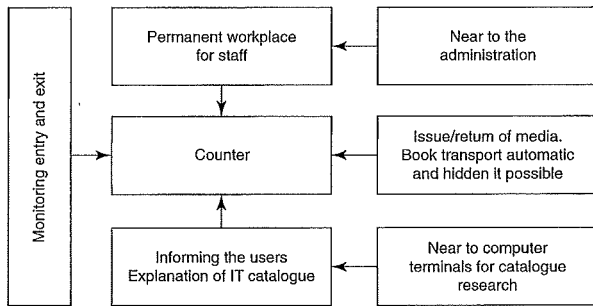 Monitoring entry and exit
Permanent workplace
for staff
Near to the
administration
Counter
Issue/return of media.
Book transport automatic
and hidden it possible
Informing the users
Explanation of IT catalogue
Near to computer
terminals for catalogue
research